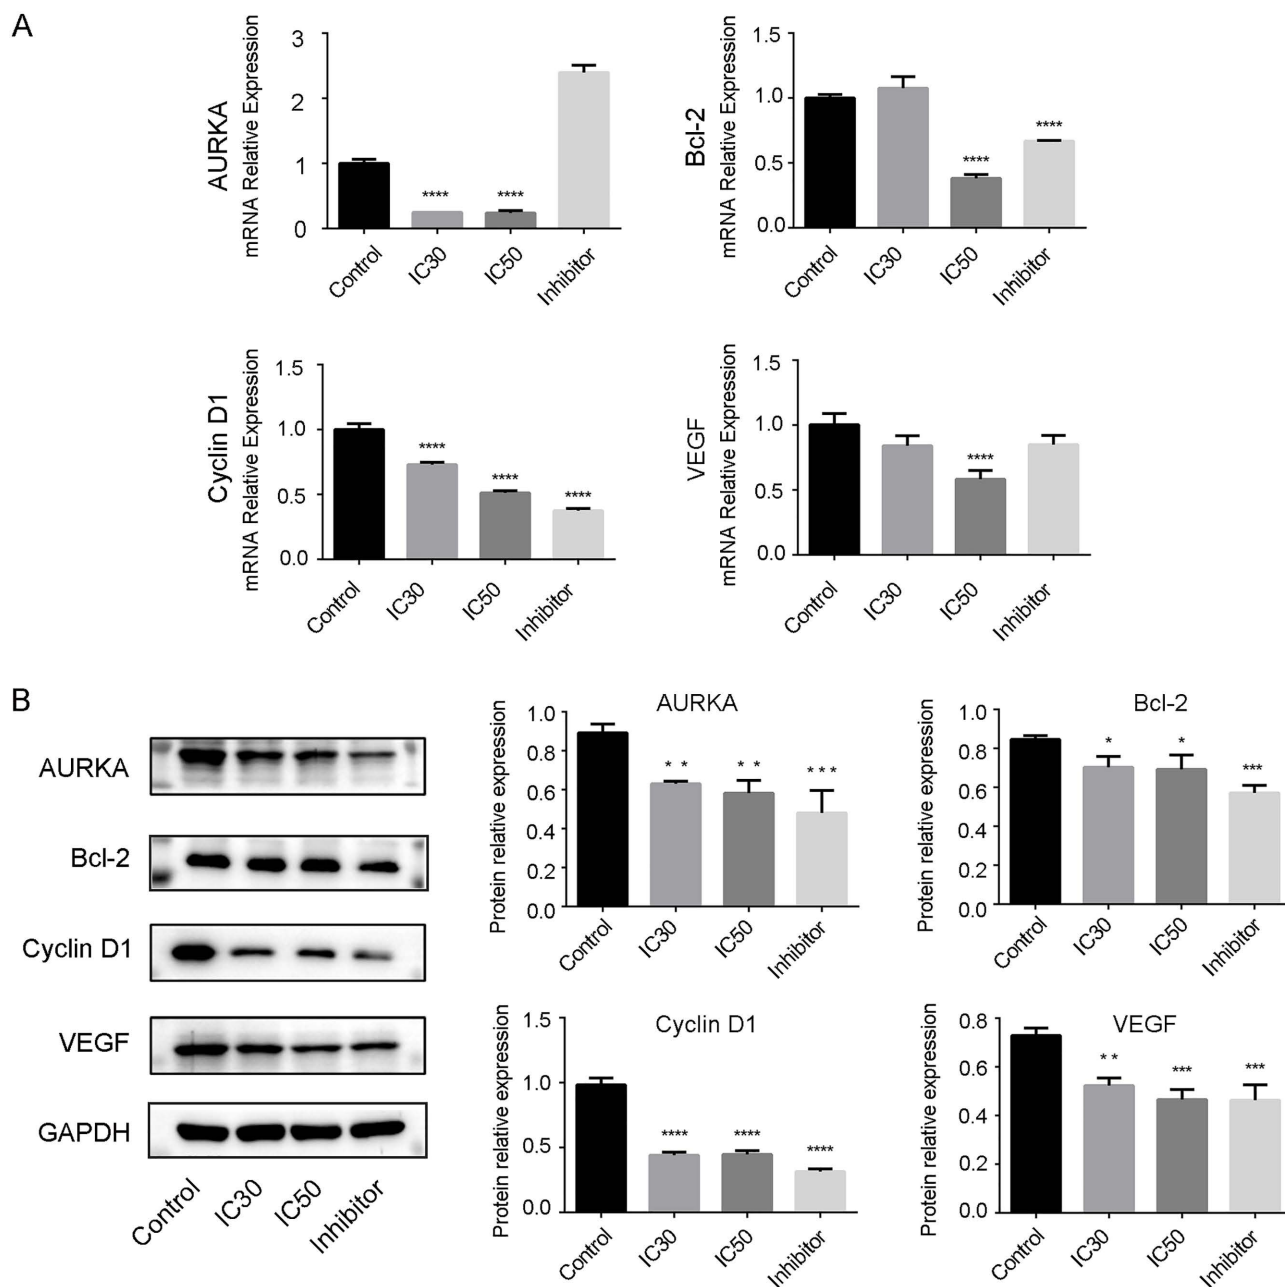 A
AURKA
mRNA Relative Expression
3
2
1
0
****
****
Control
IC30
IC50
Inhibitor
Bcl-2
mRNA Relative Expression
1.5
1.0
0.5
0.0
****
****
Control
IC30
IC50
Inhibitor
Cyclin D1
mRNA Relative Expression
1.5
1.0
0.5
0.0
****
****
****
Control
IC30
IC50
Inhibitor
VEGF
mRNA Relative Expression
1.5
1.0
0.5
0.0
****
Control
IC30
IC50
Inhibitor
B
AURKA
Bcl-2
Cyclin D1
VEGF
GAPDH
Control
IC30
IC50
Inhibitor
AURKA
Protein relative expression
1.0
0.8
0.6
0.4
0.2
0.0
* *
* *
* * *
Control
IC30
IC50
Inhibitor
Bcl-2
Protein relative expression
1.0
0.8
0.6
0.4
0.2
0.0
*
*
***
Control
IC30
IC50
Inhibitor
Cyclin D1
Protein relative expression
1.5
1.0
0.5
0.0
****
****
****
Control
IC30
IC50
Inhibitor
VEGF
Protein relative expression
0.8
0.6
0.4
0.2
0.0
* *
***
***
Control
IC30
IC50
Inhibitor